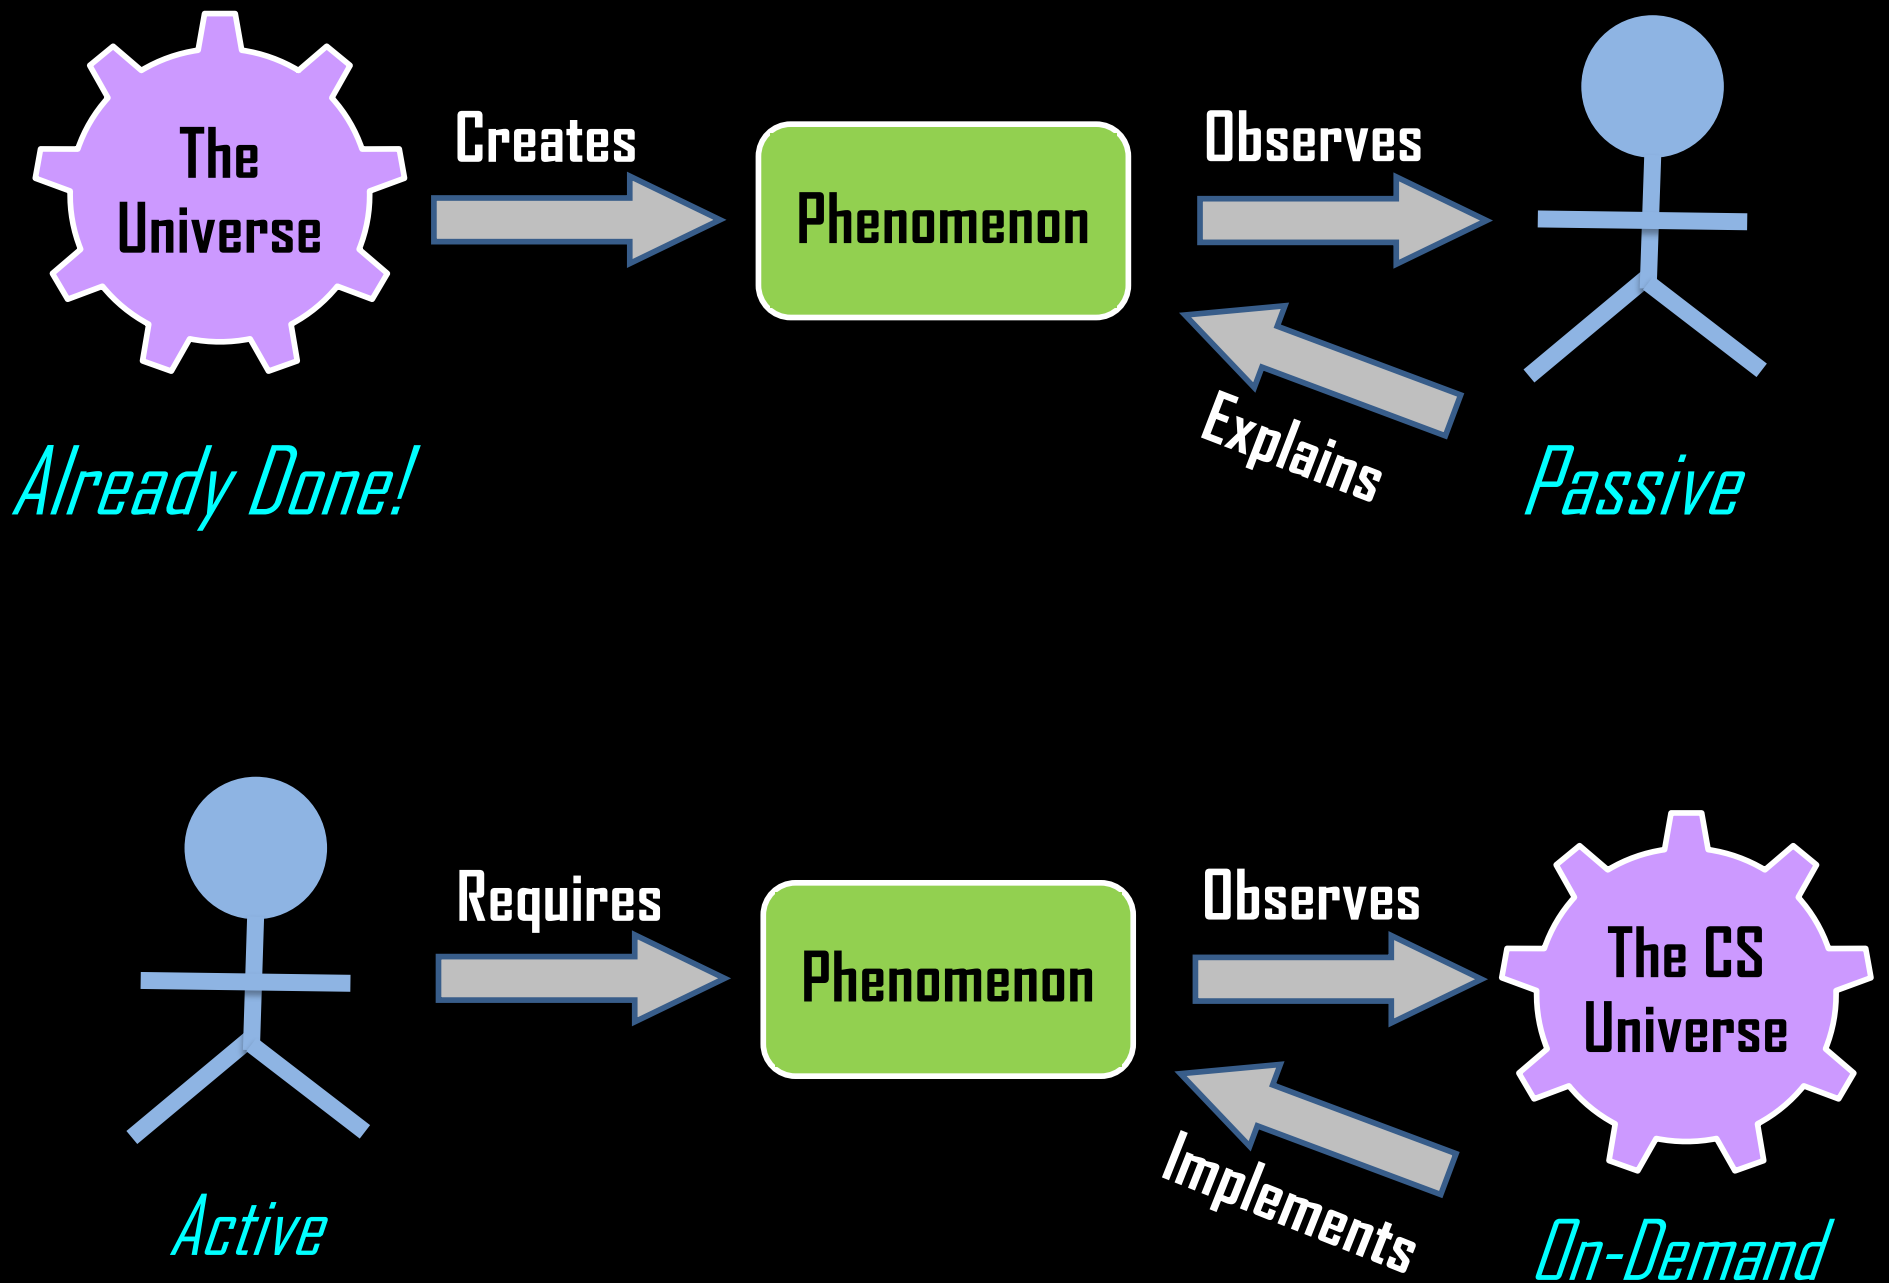 The
Universe
Creates
Phenomenon
Observes
Explains
Already Done!
Passive
Requires
Phenomenon
Observes
The CS
Universe
Implements
Active
On-Demand